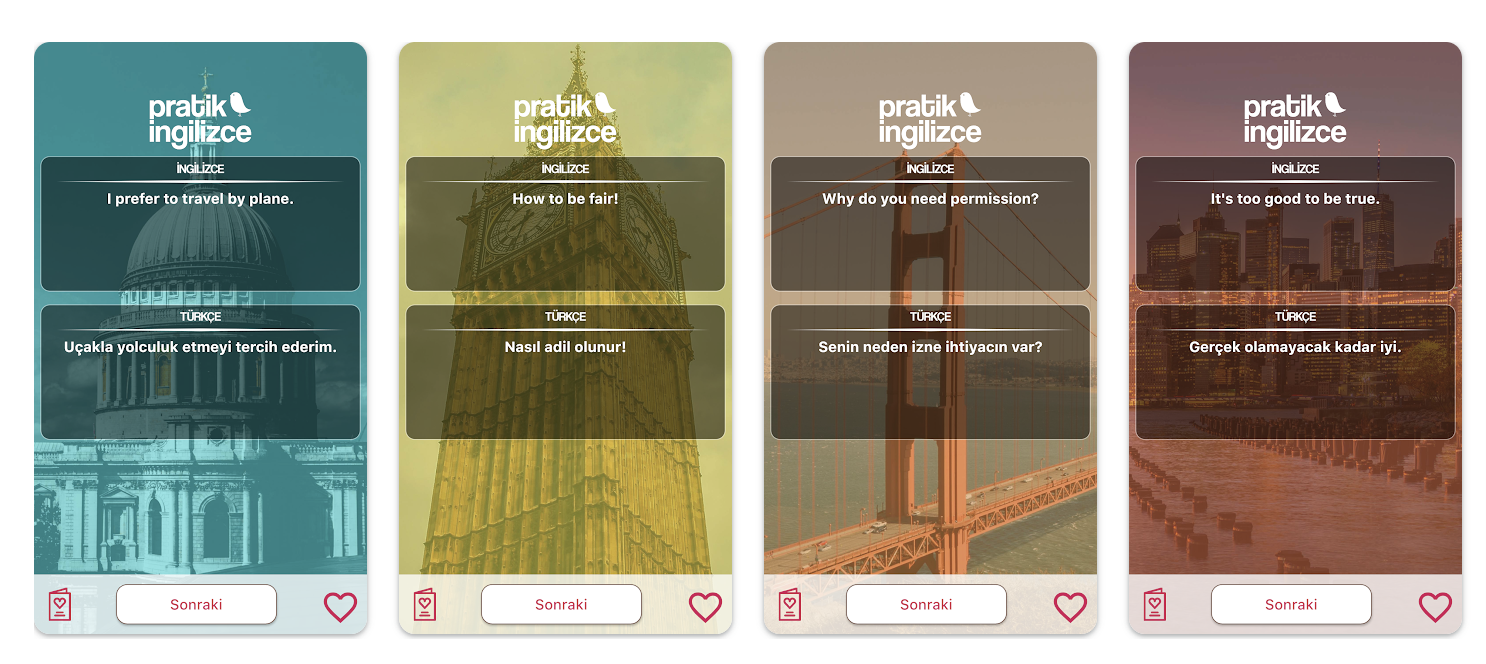 pratik
ingilizce
İNGİLİZCE
I prefer to travel by plane.
TÜRKÇE
Uçakla yolculuk etmeyi tercih ederim.
Sonraki
pratik
ingilizce
İNGİLİZCE
How to be fair!
TÜRKÇE
Nasıl adil olunur!
Sonraki
pratik
ingilizce
İNGİLİZCE
Why do you need permission?
TÜRKÇE
Senin neden izne ihtiyacın var?
Sonraki
pratik
ingilizce
İNGİLİZCE
It's too good to be true.
TÜRKÇE
Gerçek olamayacak kadar iyi.
Sonraki